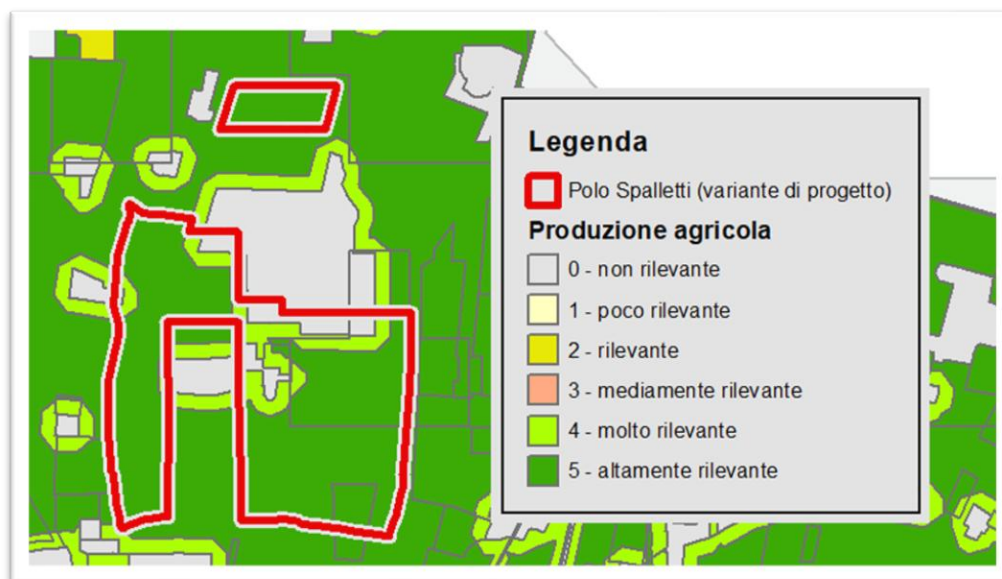 Legenda
Polo Spalletti (variante di progetto)
Produzione agricola
0 - non rilevante
1 - poco rilevante
2 - rilevante
3 - mediamente rilevante
4 - molto rilevante
5 - altamente rilevante